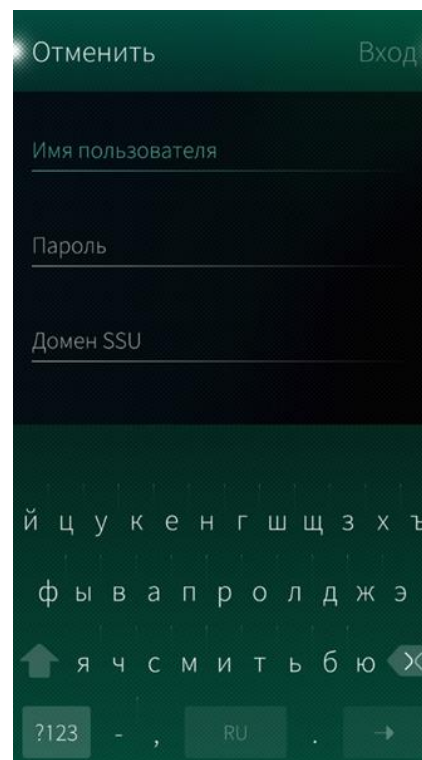 Отменить Вход
Имя пользователя
Пароль
Домен SSU
й ц у к е н г ш щ з х ъ
ф ы в а п р о л д ж э
я ч с м и т ь б ю
?123 - , RU .